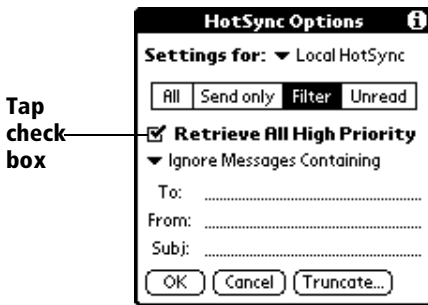 HotSync Options i
Settings for: Local HotSync
All Send only Filter Unread
Tap
check
box
Retrieve All High Priority
Ignore Messages Containing
To:
From:
Subj:
OK Cancel Truncate...